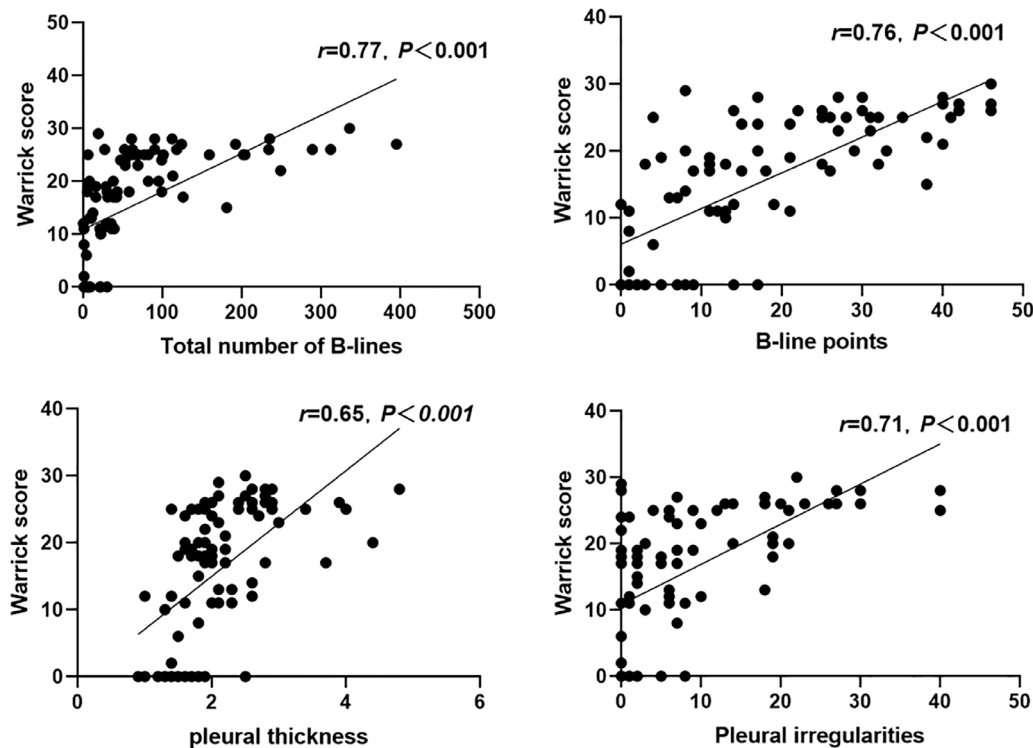 50
40
30
20
10
0
Warrick score
r=0.77, P<0.001
0 100 200 300 400 500
Total number of B-lines
40
30
20
10
0
Warrick score
r=0.76, P<0.001
0 10 20 30 40 50
B-line points
40
30
20
10
0
Warrick score
r=0.65, P<0.001
0 2 4 6
pleural thickness
40
30
20
10
0
Warrick score
r=0.71, P<0.001
0 10 20 30 40 50
Pleural irregularities